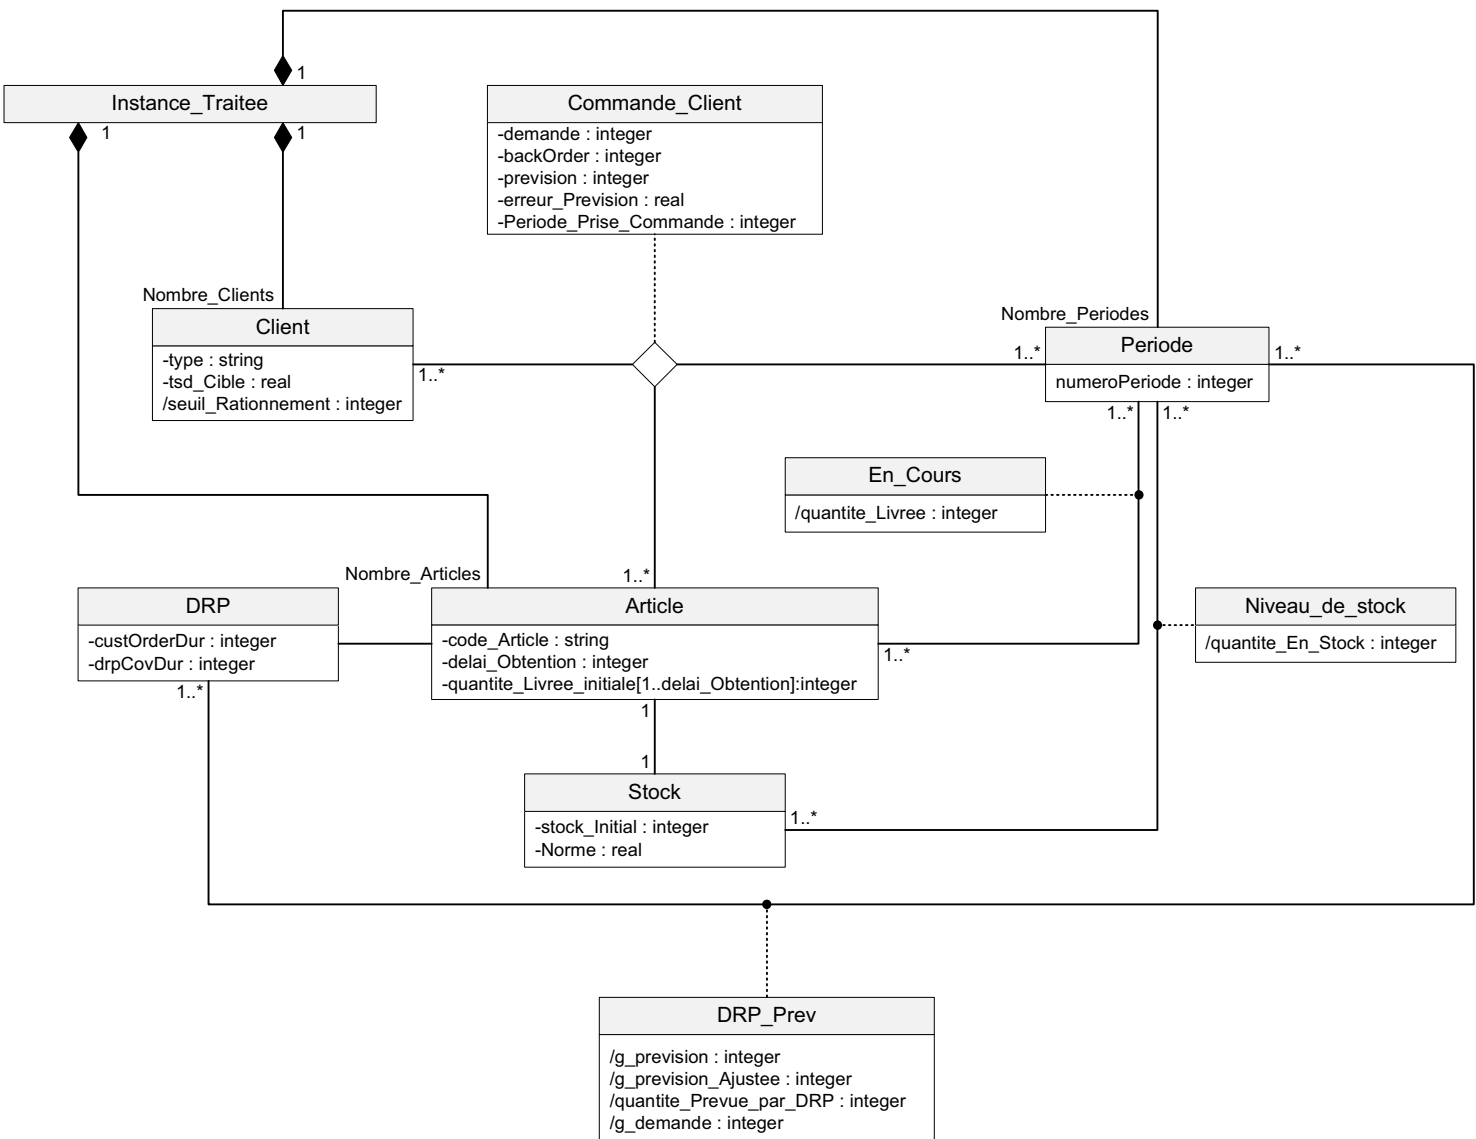 1
Instance_Traitee
1
1
Commande_Client
-demande : integer
-backOrder : integer
-prevision : integer
-erreur_Prevision : real
-Periode_Prise_Commande : integer
Nombre_Clients
Client
-type : string
-tsd_Cible : real
/seuil_Rationnement : integer
1..*
Nombre_Periodes
1..*
Periode
1..*
numeroPeriode : integer
1..*
1..*
En_Cours
/quantite_Livree : integer
Nombre_Articles
1..*
DRP
-custOrderDur : integer
-drpCovDur : integer
1..*
Article
-code_Article : string
-delai_Obtention : integer
-quantite_Livree_initiale[1..delai_Obtention]:integer
1..*
Niveau_de_stock
/quantite_En_Stock : integer
1
1
Stock
-stock_Initial : integer
-Norme : real
1..*
DRP_Prev
/g_prevision : integer
/g_prevision_Ajustee : integer
/quantite_Prevue_par_DRP : integer
/g_demande : integer